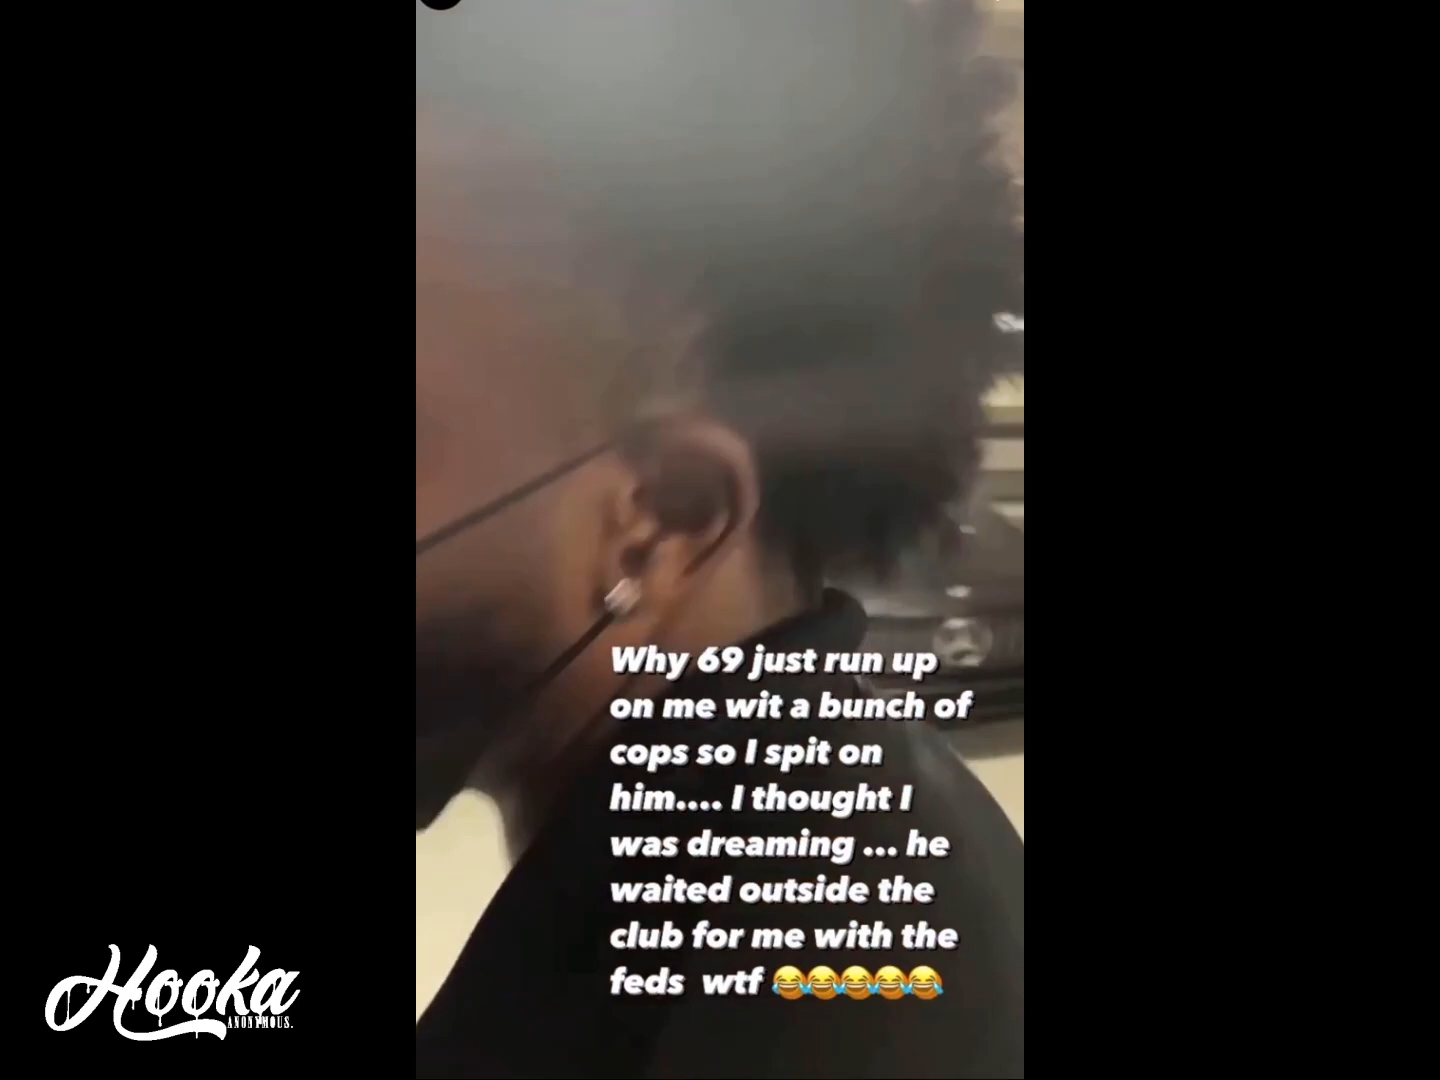 Why 69 just run up
on me wit a bunch of
cops so I spit on
him.... I thought I
was dreaming ... he
waited outside the
club for me with the
feds wtf 😂😂😂😂😂
Hooka
ANONYMOUS.